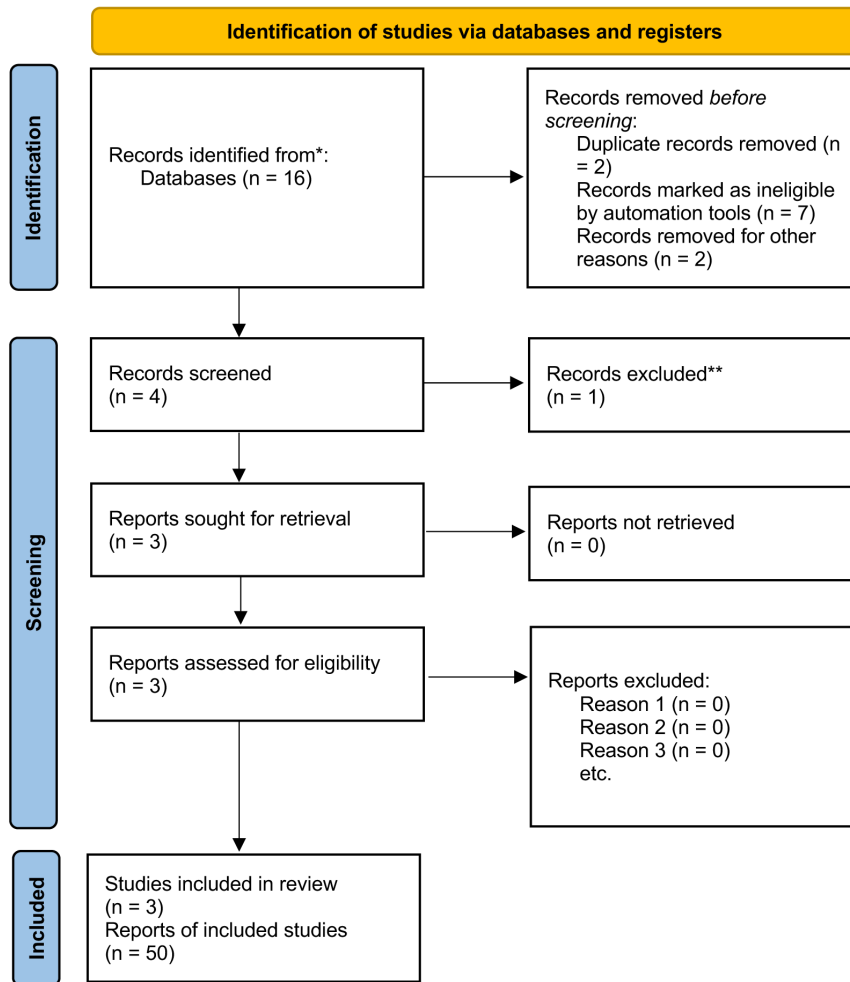 Identification of studies via databases and registers
Identification
Records identified from*:
Databases (n = 16)
Records removed before
screening:
Duplicate records removed (n
= 2)
Records marked as ineligible
by automation tools (n = 7)
Records removed for other
reasons (n = 2)
Screening
Records screened
(n = 4)
Records excluded**
(n = 1)
Reports sought for retrieval
(n = 3)
Reports not retrieved
(n = 0)
Reports assessed for eligibility
(n = 3)
Reports excluded:
Reason 1 (n = 0)
Reason 2 (n = 0)
Reason 3 (n = 0)
etc.
Included
Studies included in review
(n = 3)
Reports of included studies
(n = 50)